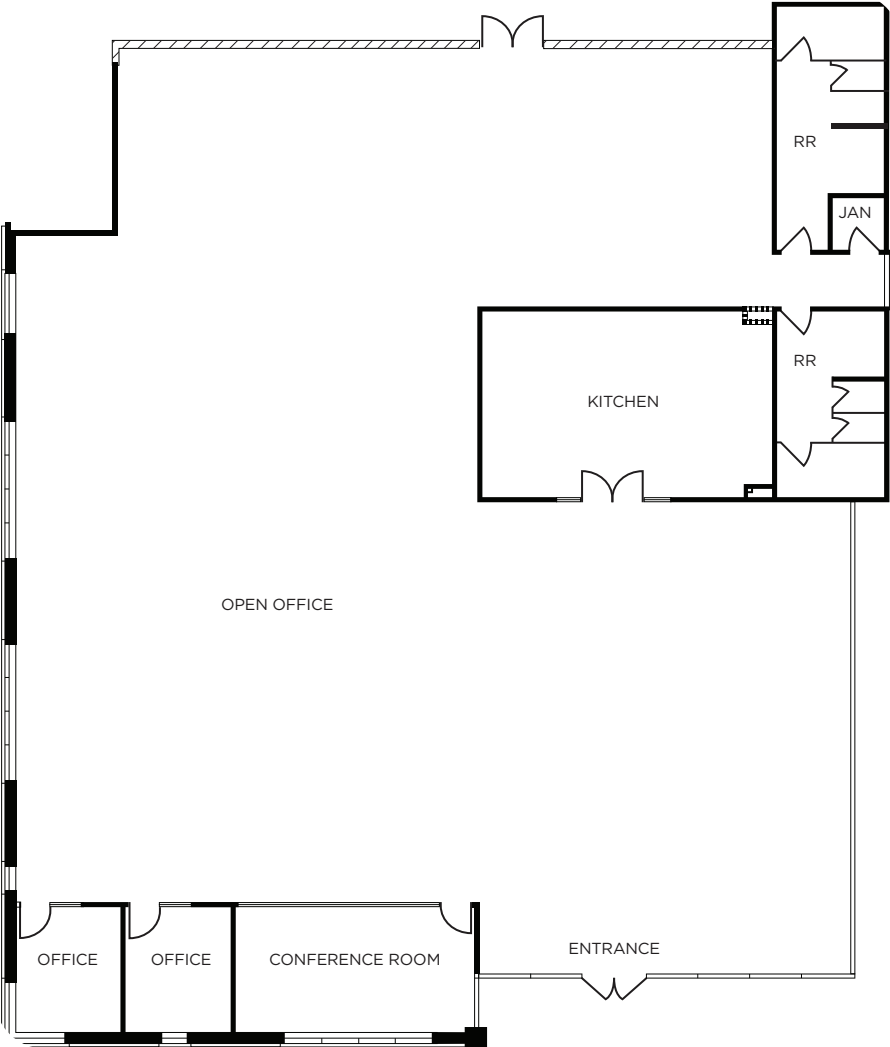 RR
JAN
RR
KITCHEN
OPEN OFFICE
ENTRANCE
OFFICE
OFFICE
CONFERENCE ROOM